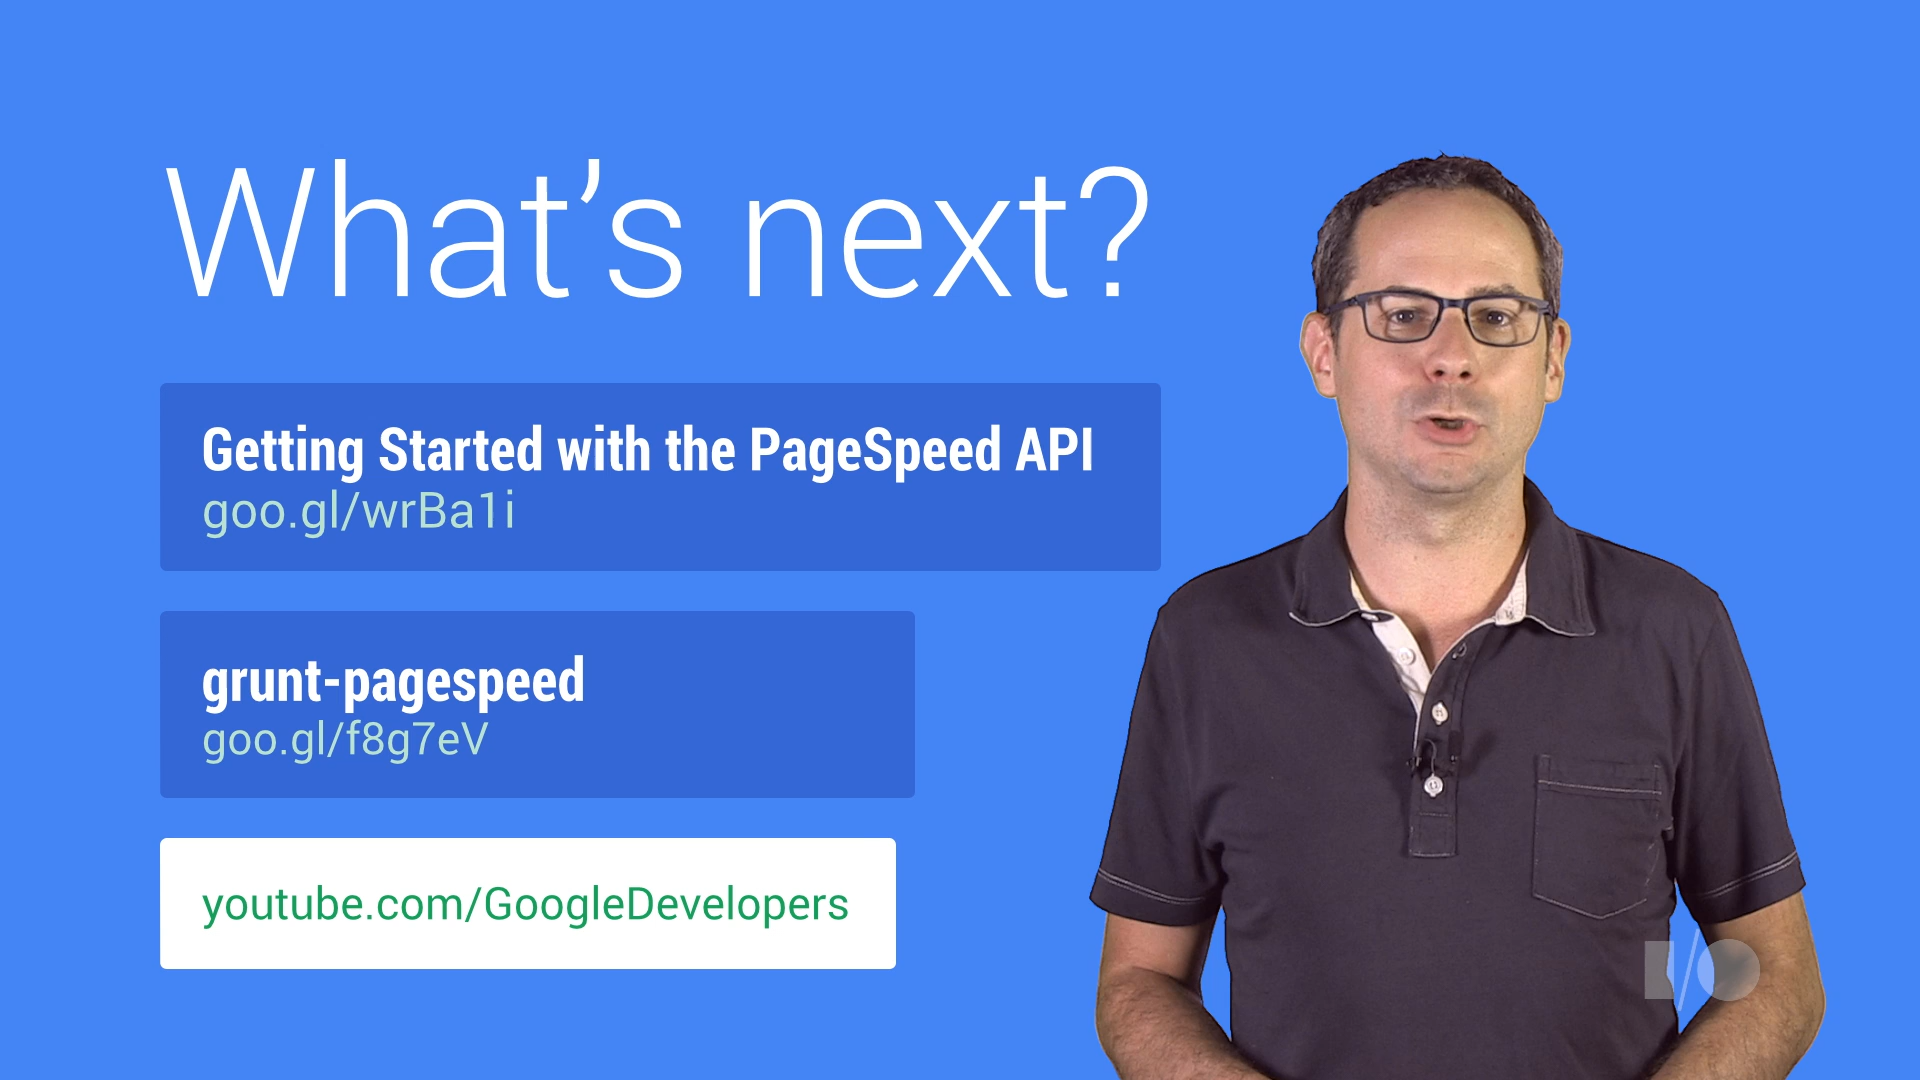 What’s next?
Getting Started with the PageSpeed API
goo.gl/wrBa1i
grunt-pagespeed
goo.gl/f8g7eV
youtube.com/GoogleDevelopers
I/O